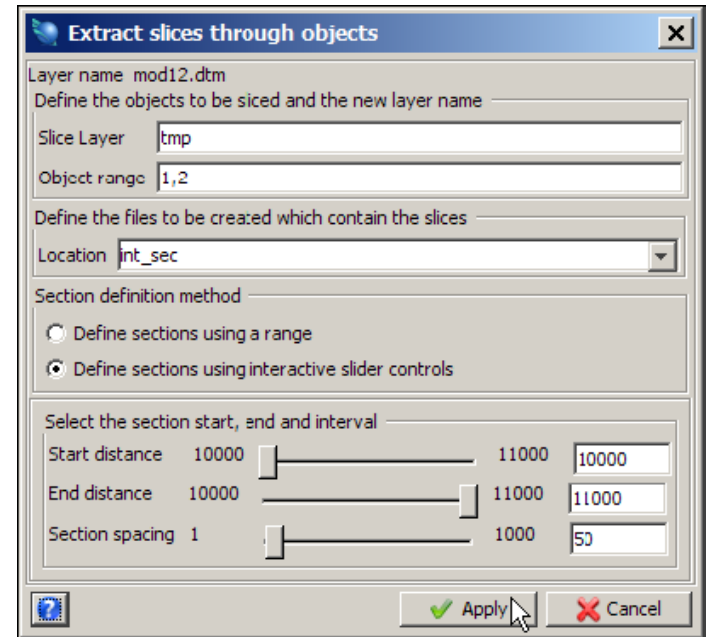 Extract slices through objects
Layer name mod12.dtm
Define the objects to be siced and the new layer name
Slice Layer tmp
Object range 1,2
Define the files to be created which contain the slices
Location int_sec
Section definition method
Define sections using a range
Define sections using interactive slider controls
Select the section start, end and interval
Start distance 10000 11000 10000
End distance 10000 11000 11000
Section spacing 1 1000 50
? Apply Cancel